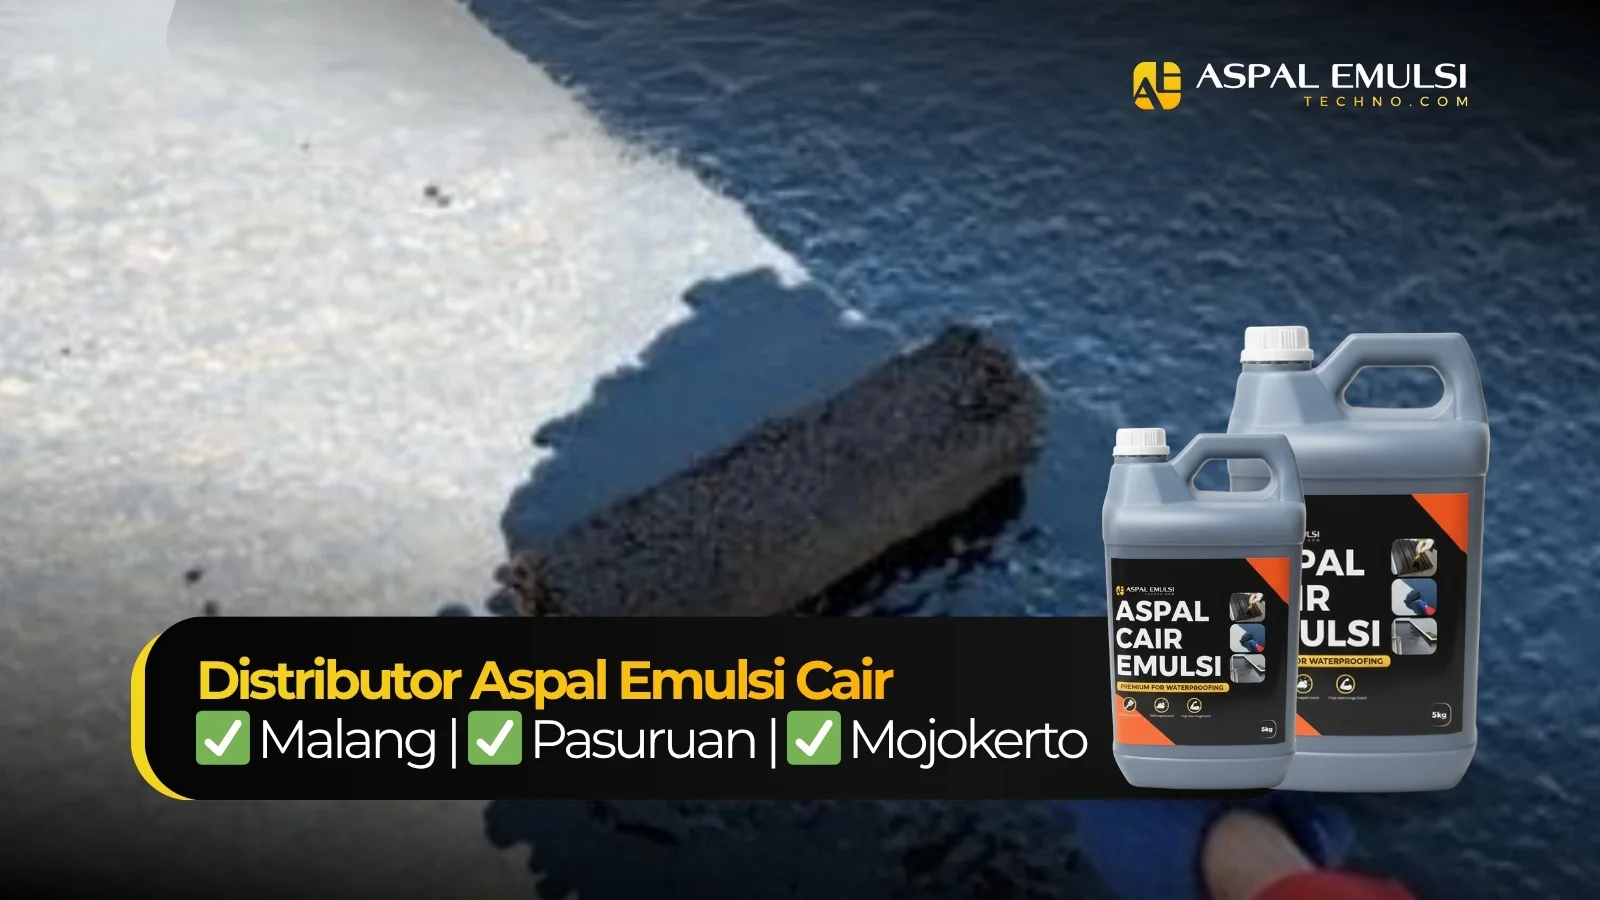 ASPAL EMULSI
TECHNO.COM
Distributor Aspal Emulsi Cair
✅ Malang | ✅ Pasuruan | ✅ Mojokerto
ASPAL EMULSI
ASPAL
CAIR
EMULSI
PREMIUM FOR WATERPROOFING
5kg
PAL
IR
ULSI
OR WATERPROOFING
5kg